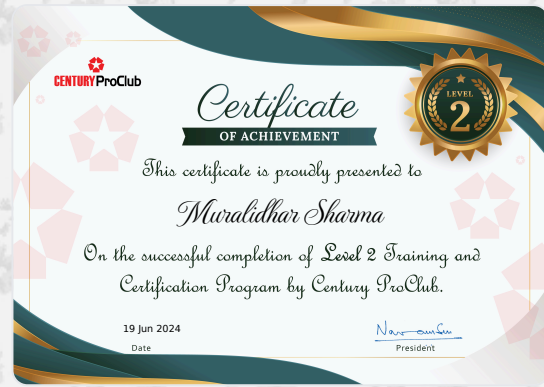 CENTURY ProClub
Certificate
OF ACHIEVEMENT
LEVEL
2
This certificate is proudly presented to
Muralidhar Sharma
On the successful completion of Level 2 Training and
Certification Program by Century ProClub.
19 Jun 2024
Date
President